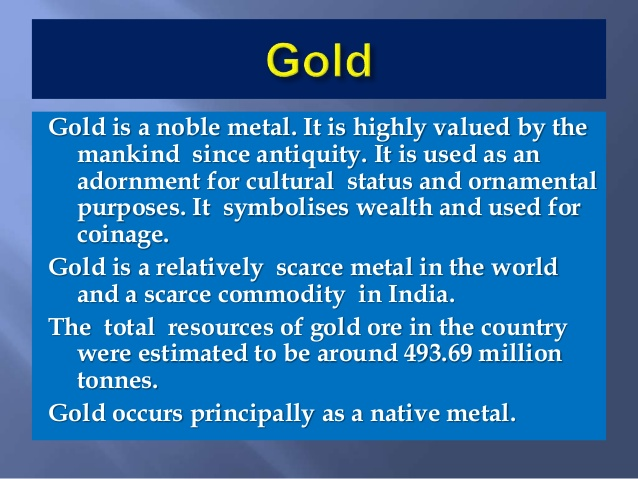 Gold
Gold is a noble metal. It is highly valued by the
mankind since antiquity. It is used as an
adornment for cultural status and ornamental
purposes. It symbolises wealth and used for
coinage.
Gold is a relatively scarce metal in the world
and a scarce commodity in India.
The total resources of gold ore in the country
were estimated to be around 493.69 million
tonnes.
Gold occurs principally as a native metal.